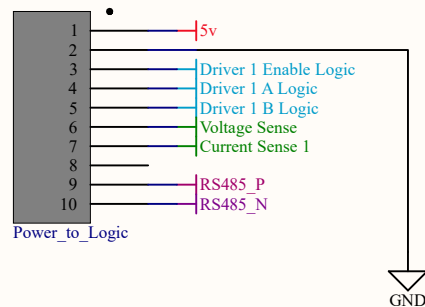 1 5v
2
3 Driver 1 Enable Logic
4 Driver 1 A Logic
5 Driver 1 B Logic
6 Voltage Sense
7 Current Sense 1
8
9 RS485_P
10 RS485_N
Power_to_Logic
GND